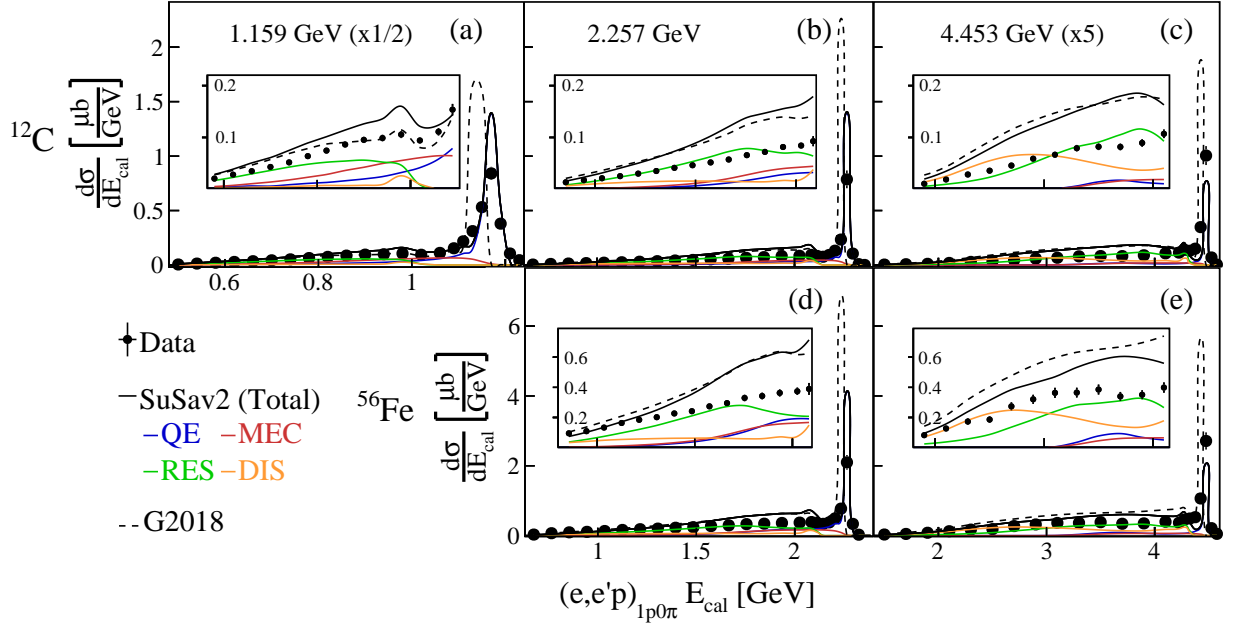 1.159 GeV (x1/2) (a)
2.257 GeV (b)
4.453 GeV (x5) (c)
¹²C
dσ/dE_cal [μb/GeV]
2
1.5
1
0.5
0
0.2
0.1
0.2
0.1
0.2
0.1
0.6 0.8 1
(d)
(e)
⁵⁶Fe
dσ/dE_cal [μb/GeV]
6
4
2
0
0.6
0.4
0.2
0.6
0.4
0.2
1 1.5 2
2 3 4
Data
SuSav2 (Total)
QE MEC
RES DIS
G2018
(e,e'p)_1p0π E_cal [GeV]